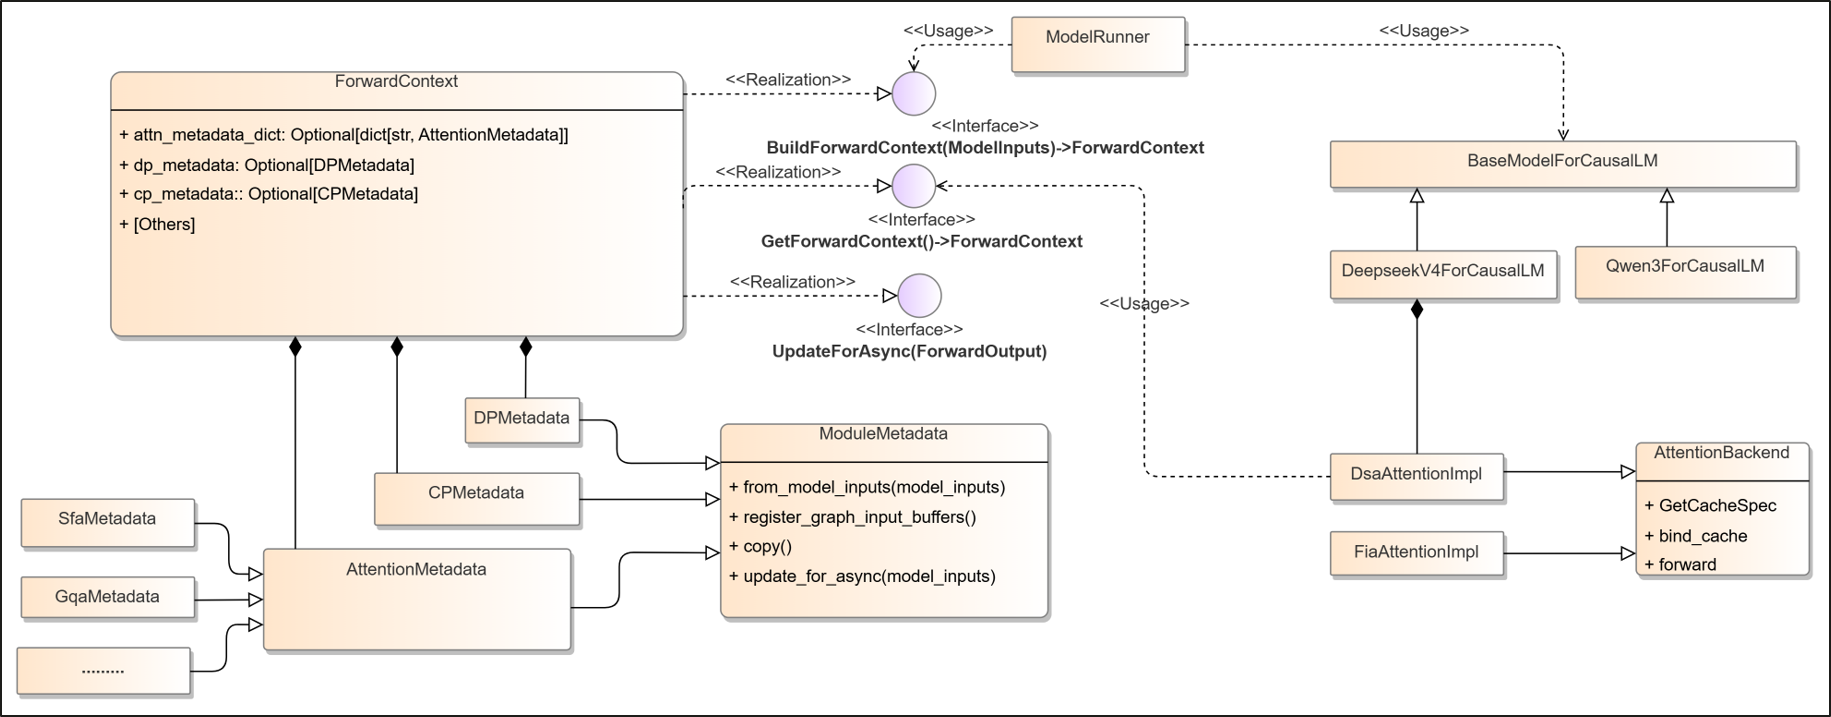 <<Usage>>
ModelRunner
<<Usage>>
ForwardContext
+ attn_metadata_dict: Optional[dict[str, AttentionMetadata]]
+ dp_metadata: Optional[DPMetadata]
+ cp_metadata:: Optional[CPMetadata]
+ [Others]
<<Realization>>
<<Interface>>
BuildForwardContext(ModelInputs)->ForwardContext
<<Realization>>
<<Interface>>
GetForwardContext()->ForwardContext
<<Realization>>
<<Interface>>
UpdateForAsync(ForwardOutput)
<<Usage>>
BaseModelForCausalLM
DeepseekV4ForCausalLM
Qwen3ForCausalLM
DPMetadata
CPMetadata
ModuleMetadata
+ from_model_inputs(model_inputs)
+ register_graph_input_buffers()
+ copy()
+ update_for_async(model_inputs)
SfaMetadata
GqaMetadata
.........
AttentionMetadata
DsaAttentionImpl
FiaAttentionImpl
AttentionBackend
+ GetCacheSpec
+ bind_cache
+ forward